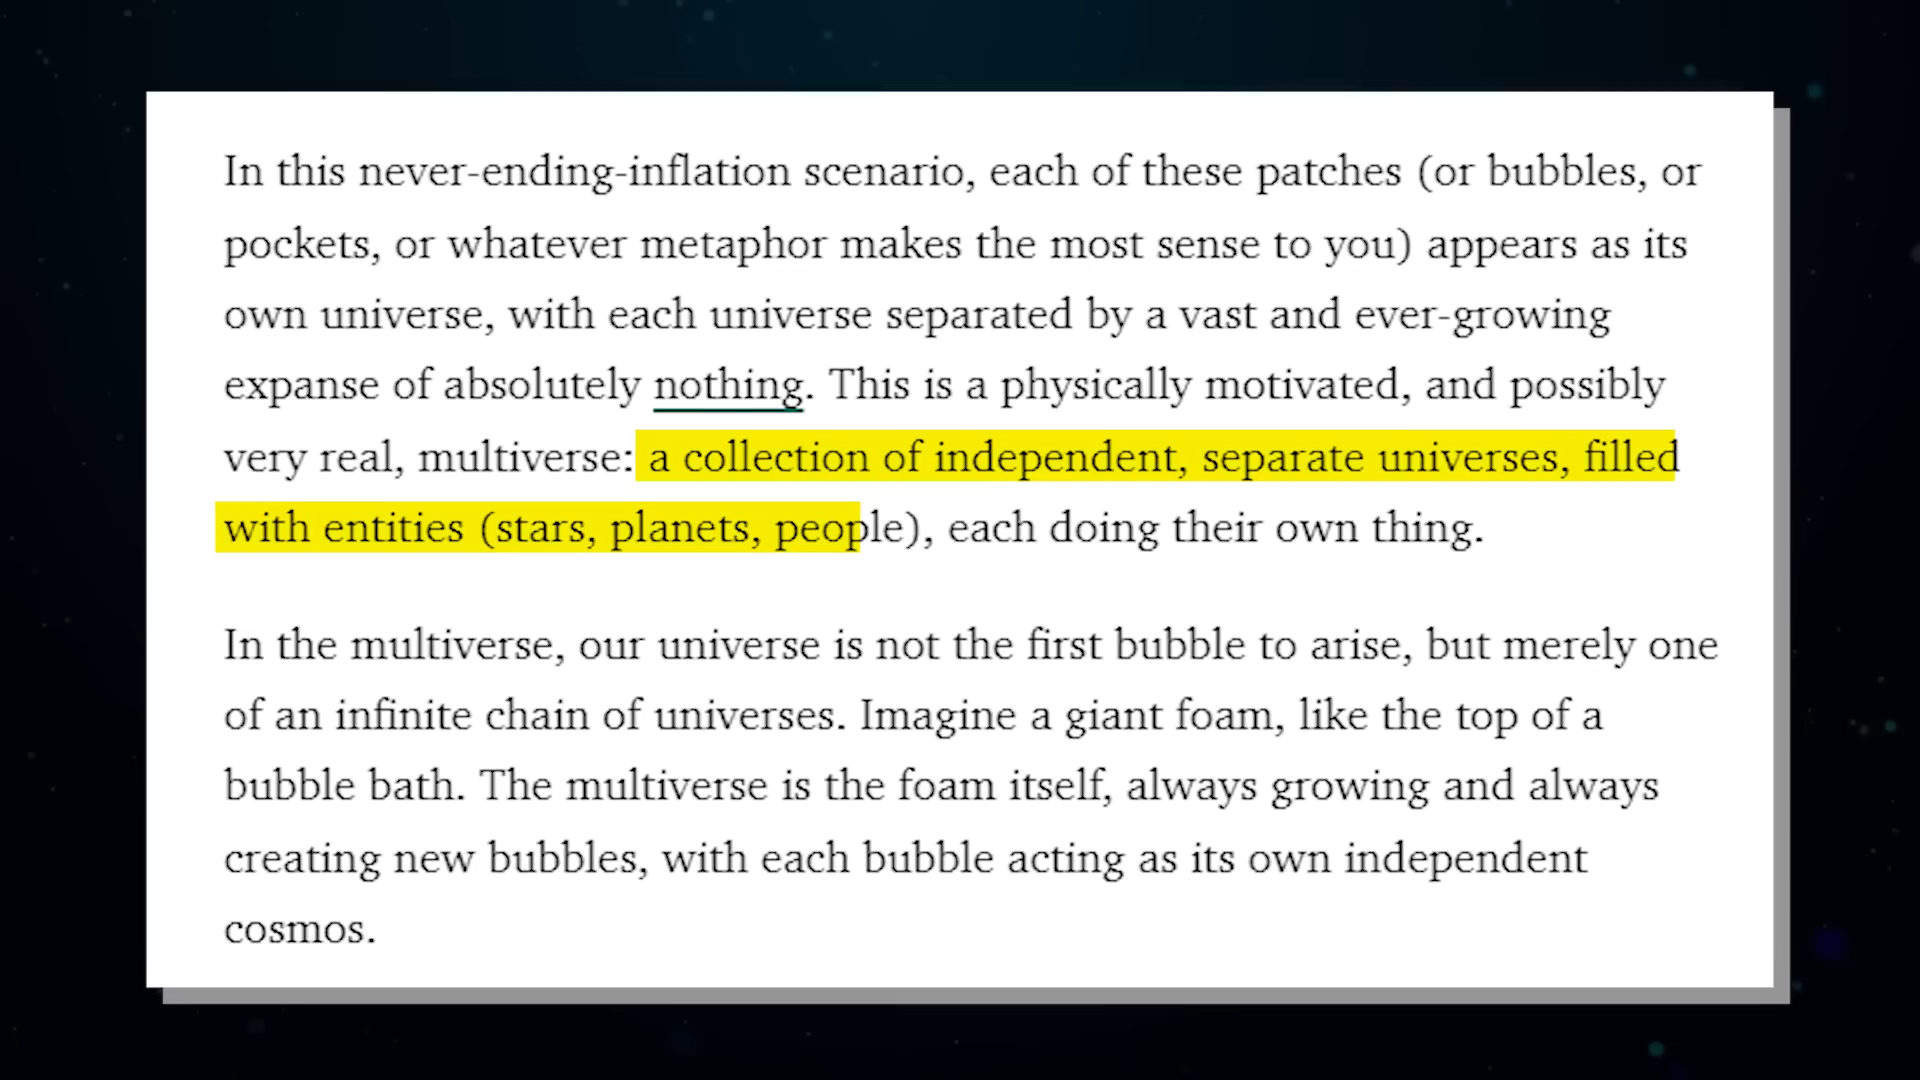 In this never-ending-inflation scenario, each of these patches (or bubbles, or
pockets, or whatever metaphor makes the most sense to you) appears as its
own universe, with each universe separated by a vast and ever-growing
expanse of absolutely nothing. This is a physically motivated, and possibly
very real, multiverse: a collection of independent, separate universes, filled
with entities (stars, planets, people), each doing their own thing.
In the multiverse, our universe is not the first bubble to arise, but merely one
of an infinite chain of universes. Imagine a giant foam, like the top of a
bubble bath. The multiverse is the foam itself, always growing and always
creating new bubbles, with each bubble acting as its own independent
cosmos.